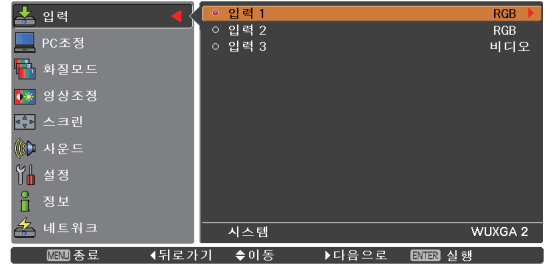 입력
PC조정
화질모드
영상조정
스크린
사운드
설정
정보
네트워크
입력 1 RGB
입력 2 RGB
입력 3 비디오
시스템 WUXGA 2
MENU 종료 뒤로가기 이동 다음으로 ENTER 실행